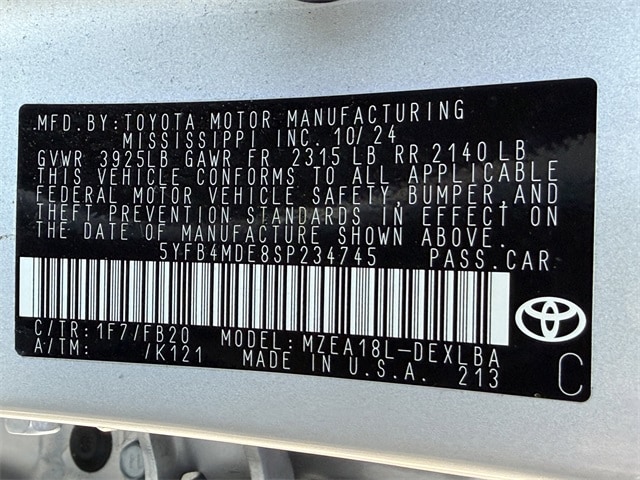 MFD.BY:TOYOTA MOTOR MANUFACTURING
MISSISSIPPI INC. 10/24
GVWR 3925LB GAWR FR 2315 LB RR 2140 LB
THIS VEHICLE CONFORMS TO ALL APPLICABLE
FEDERAL MOTOR VEHICLE SAFETY,BUMPER,AND
THEFT PREVENTION STANDARDS IN EFFECT ON
THE DATE OF MANUFACTURE SHOWN ABOVE.
5YFB4MDE8SP234745 PASS.CAR
C/TR:1F7/FB20 MODEL:MZEA18L-DEXLBA
A/TM: /K121 MADE IN U.S.A. 213
C